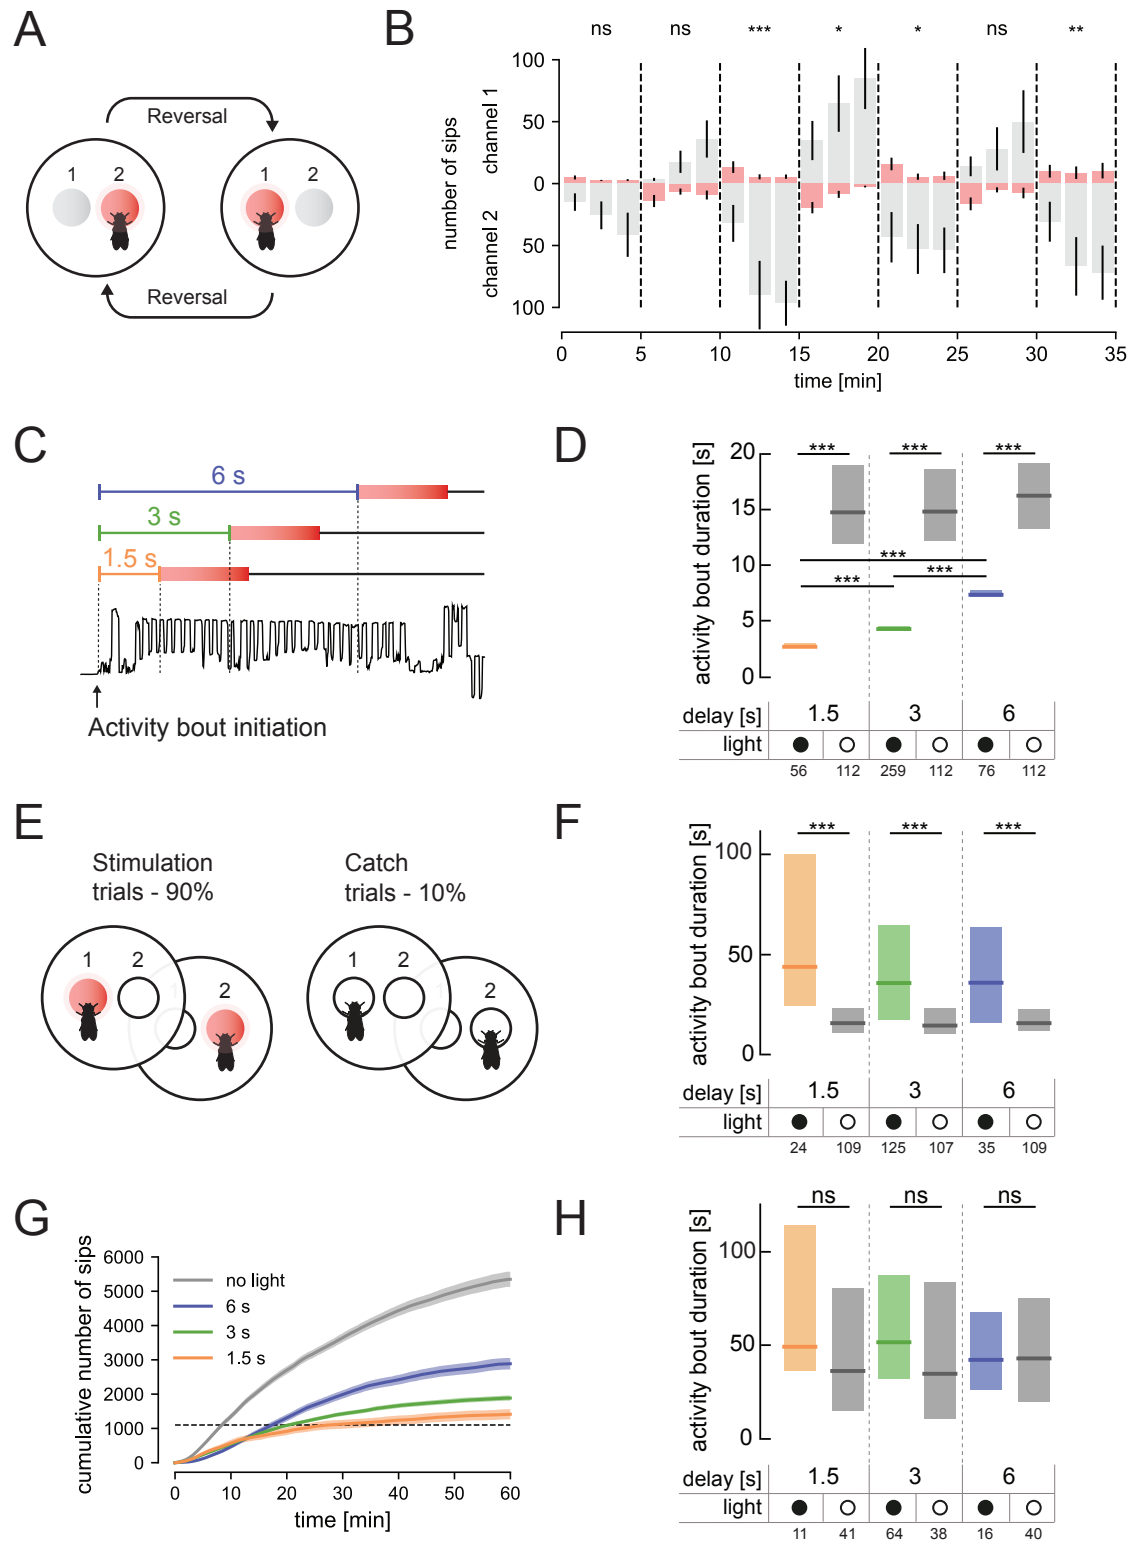 A
Reversal
1 2
1 2
Reversal
B
ns ns *** * * ns **
number of sips
channel 1
channel 2
100
50
0
50
100
0 5 10 15 20 25 30 35
time [min]
C
6 s
3 s
1.5 s
Activity bout initiation
D
activity bout duration [s]
20
15
10
5
0
*** *** ***
***
***
***
delay [s] 1.5 3 6
light
56 112 259 112 76 112
E
Stimulation
trials - 90%
Catch
trials - 10%
1 2
1 2
1 2
1 2
F
activity bout duration [s]
100
50
0
*** *** ***
delay [s] 1.5 3 6
light
24 109 125 107 35 109
G
cumulative number of sips
6000
5000
4000
3000
2000
1000
0
no light
6 s
3 s
1.5 s
0 10 20 30 40 50 60
time [min]
H
activity bout duration [s]
100
50
0
ns ns ns
delay [s] 1.5 3 6
light
11 41 64 38 16 40